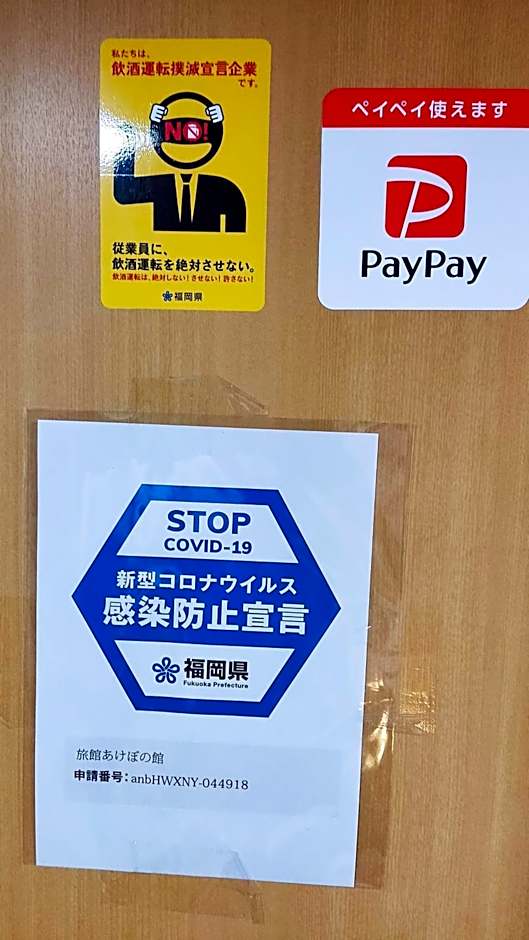 私たちは、
飲酒運転撲滅宣言企業
です。
NO!
従業員に、
飲酒運転を絶対させない。
飲酒運転は、絶対しない!させない!許さない!
福岡県
ペイペイ使えます
PayPay
STOP
COVID-19
新型コロナウイルス
感染防止宣言
福岡県
Fukuoka Prefecture
旅館あけぼの館
申請番号:anbHWXNY-044918